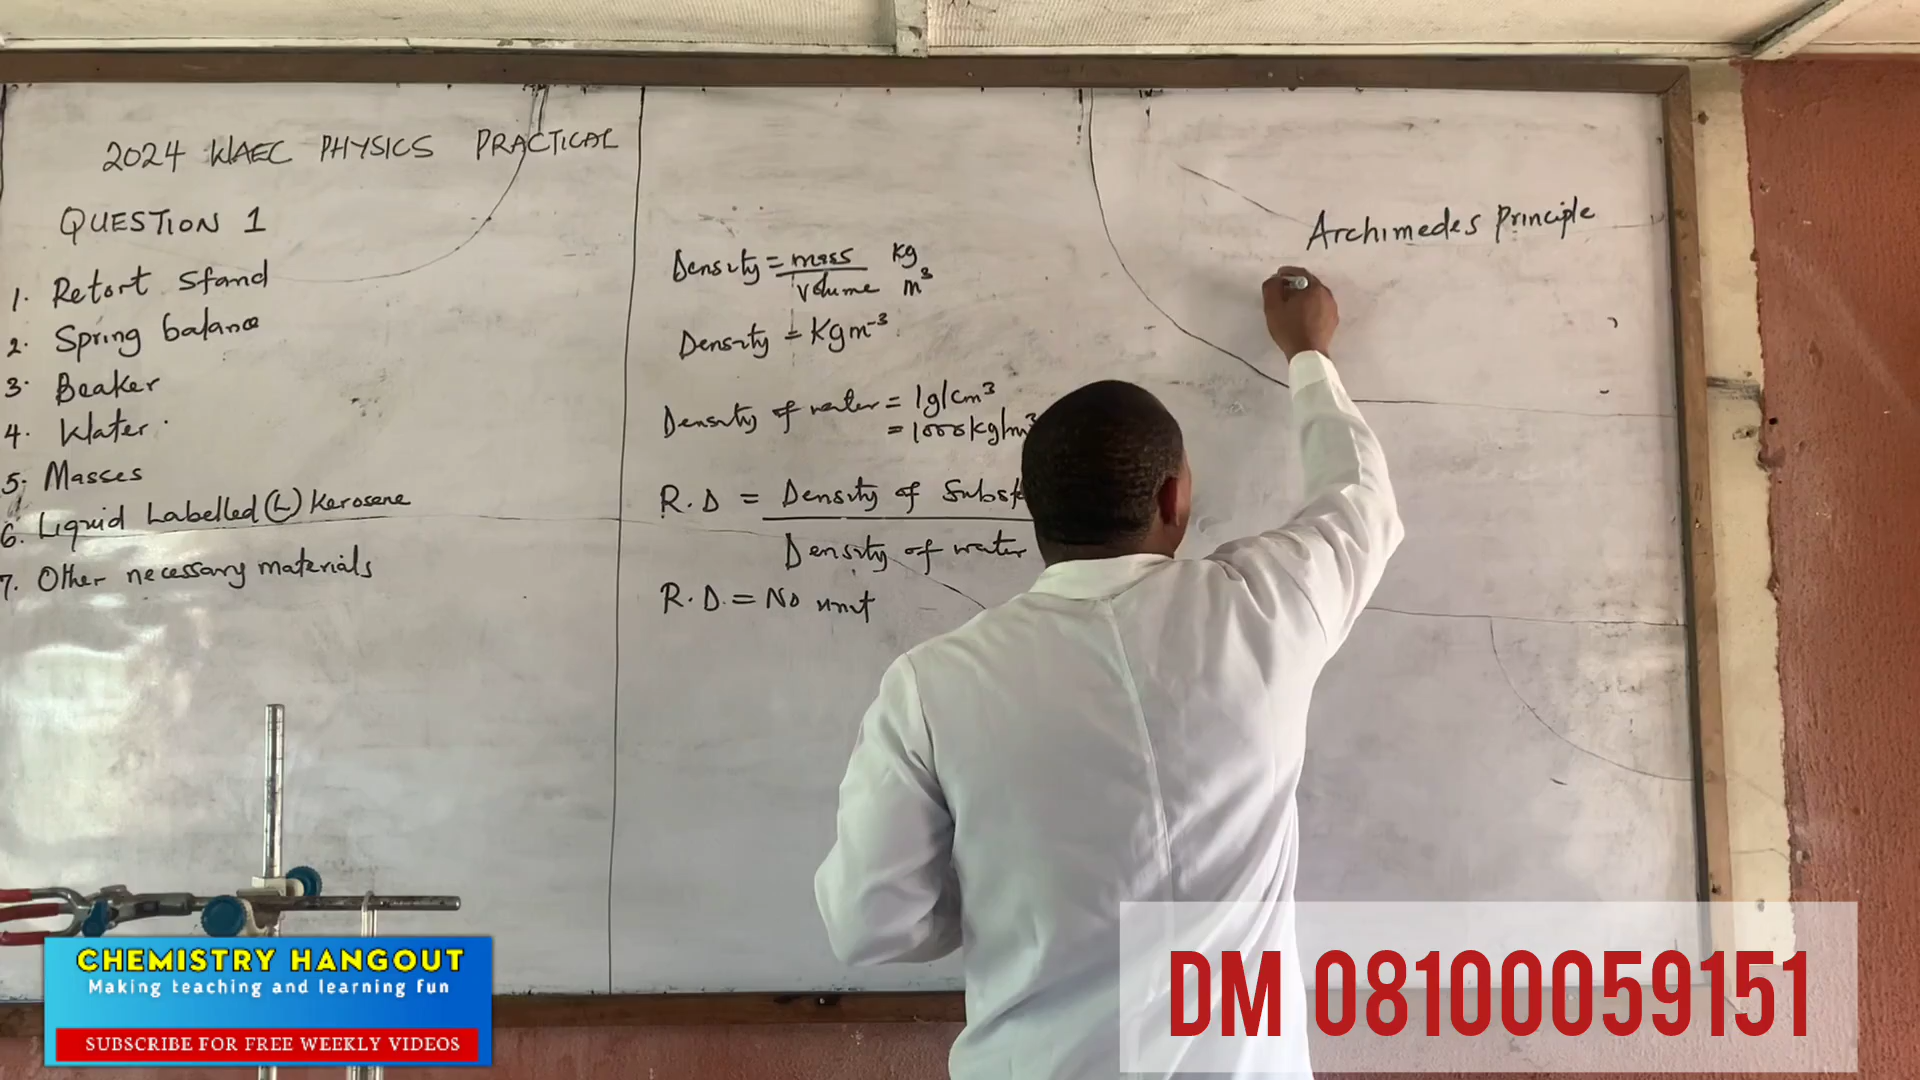 2024 WAEC PHYSICS PRACTICAL
QUESTION 1
1. Retort Stand
2. Spring balance
3. Beaker
4. Water
5. Masses
6. Liquid Labelled (L) Kerosene
7. Other necessary materials
Density = mass Kg
Volume m³
Density = Kgm⁻³
Density of water = 1g/cm³
= 1000kg/m³
R.D = Density of
Density of water
R.D. = No unit
Archimedes Principle
CHEMISTRY HANGOUT
Making teaching and learning fun
SUBSCRIBE FOR FREE WEEKLY VIDEOS
DM 08100059151